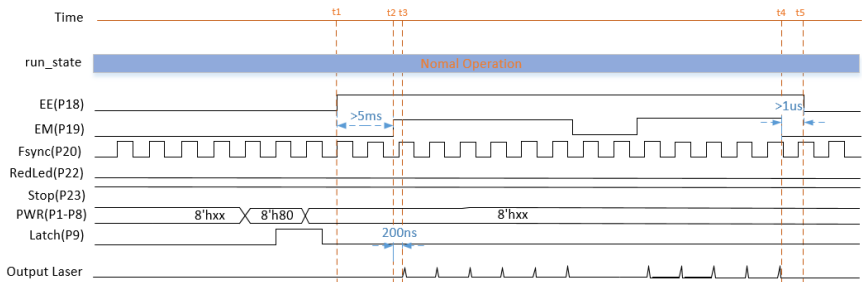 Time t1 t2 t3 t4 t5
run_state Nomal Operation
EE(P18)
>5ms >1us
EM(P19)
Fsync(P20)
RedLed(P22)
Stop(P23)
PWR(P1-P8) 8'hxx 8'h80 8'hxx
Latch(P9)
200ns
Output Laser